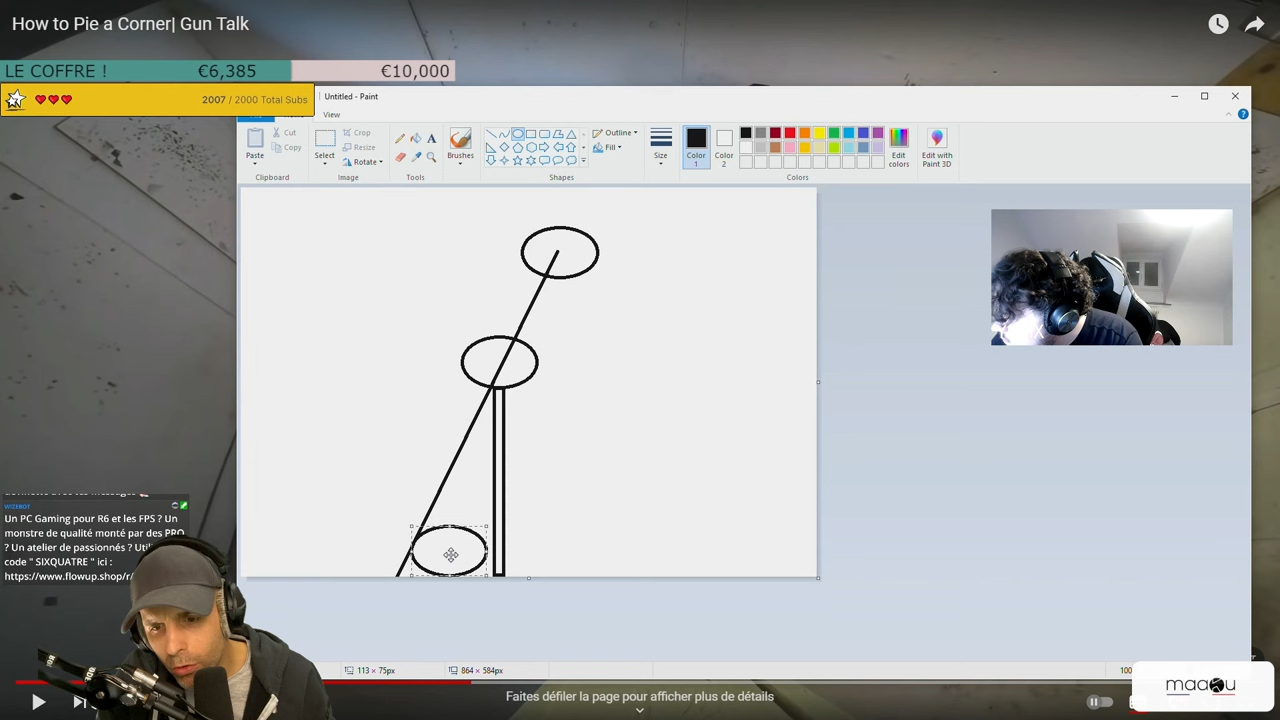 How to Pie a Corner| Gun Talk
LE COFFRE ! €6,385 €10,000
2007 / 2000 Total Subs
Untitled - Paint
View
Paste
Cut
Copy
Clipboard
Select
Crop
Resize
Rotate
Image
Tools
Brushes
Outline
Fill
Shapes
Size
Color 1
Color 2
Colors
Edit colors
Edit with Paint 3D
WIZEBOT
Un PC Gaming pour R6 et les FPS ? Un
monstre de qualité monté par des PRO
? Un atelier de passionnés ?
code " SIXQUATRE " ici :
https://www.flowup.shop/r/
113 × 75px
864 × 584px
100
Faites défiler la page pour afficher plus de détails
maaku